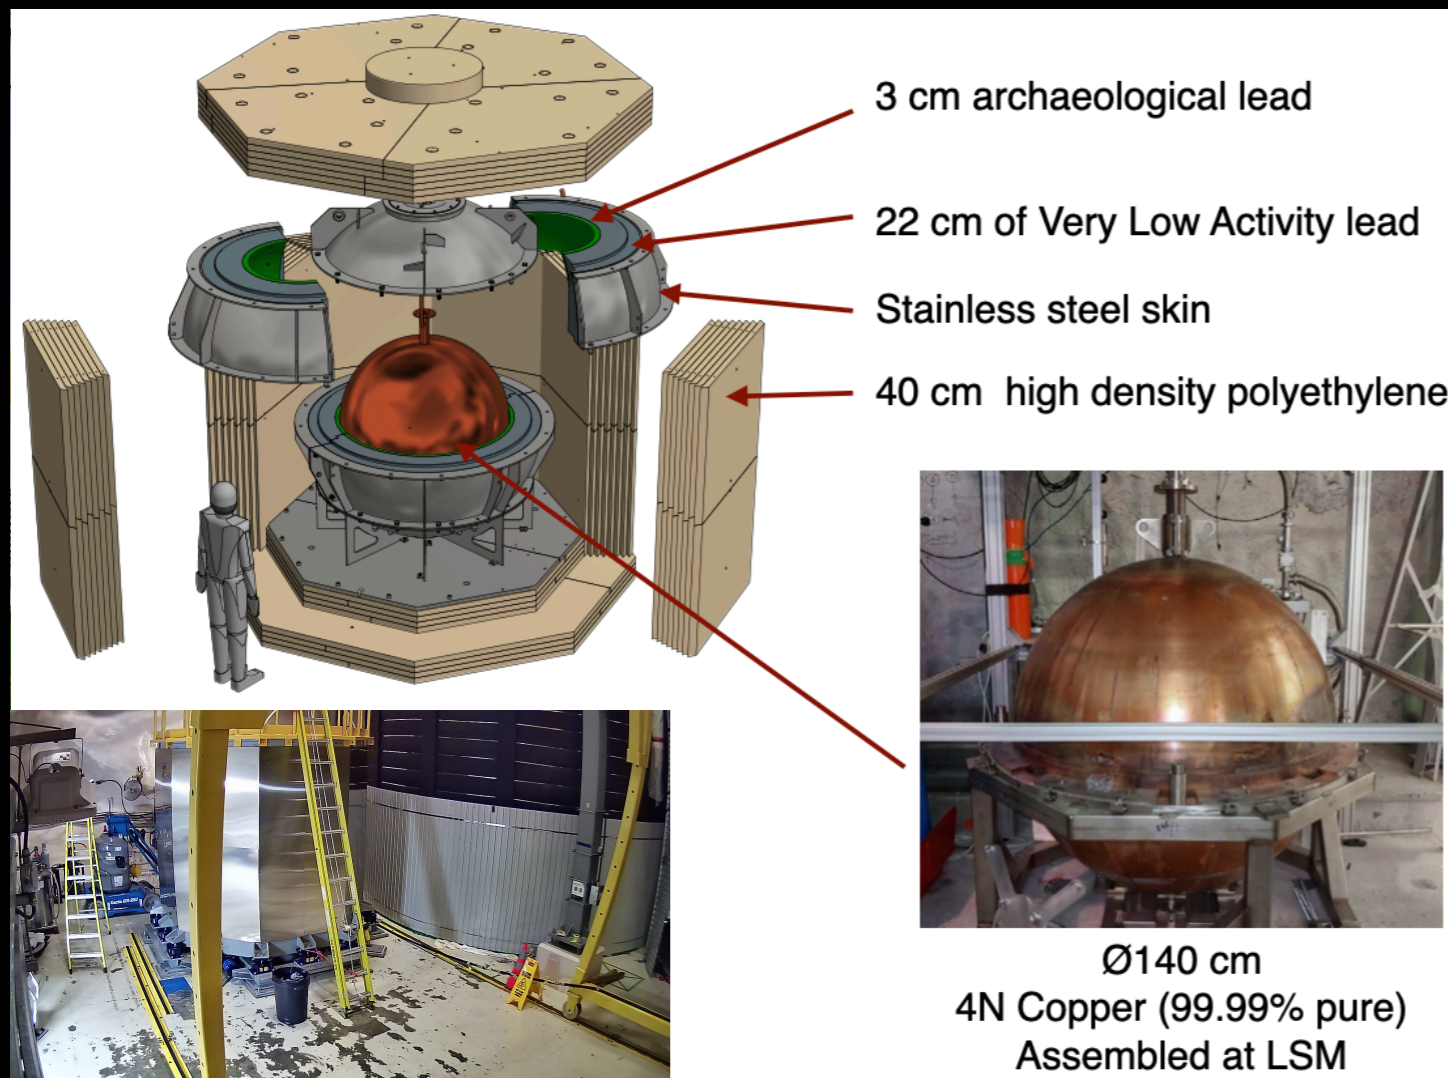 3 cm archaeological lead
22 cm of Very Low Activity lead
Stainless steel skin
40 cm  high density polyethylene
Ø140 cm
4N Copper (99.99% pure)
Assembled at LSM